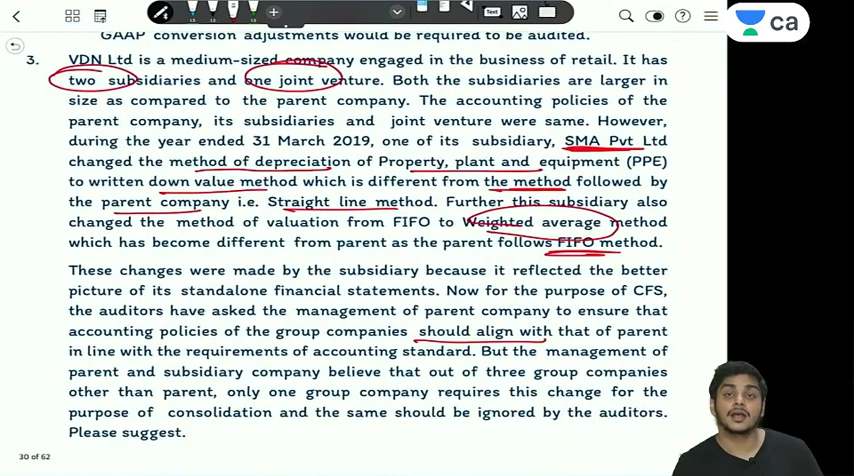 Text
ca
GAAP conversion adjustments would be required to be audited.
3. VDN Ltd is a medium-sized company engaged in the business of retail. It has
two subsidiaries and one joint venture. Both the subsidiaries are larger in
size as compared to the parent company. The accounting policies of the
parent company, its subsidiaries and joint venture were same. However,
during the year ended 31 March 2019, one of its subsidiary, SMA Pvt Ltd
changed the method of depreciation of Property, plant and equipment (PPE)
to written down value method which is different from the method followed by
the parent company i.e. Straight line method. Further this subsidiary also
changed the method of valuation from FIFO to Weighted average method
which has become different from parent as the parent follows FIFO method.
These changes were made by the subsidiary because it reflected the better
picture of its standalone financial statements. Now for the purpose of CFS,
the auditors have asked the management of parent company to ensure that
accounting policies of the group companies should align with that of parent
in line with the requirements of accounting standard. But the management of
parent and subsidiary company believe that out of three group companies
other than parent, only one group company requires this change for the
purpose of consolidation and the same should be ignored by the auditors.
Please suggest.
30 of 62